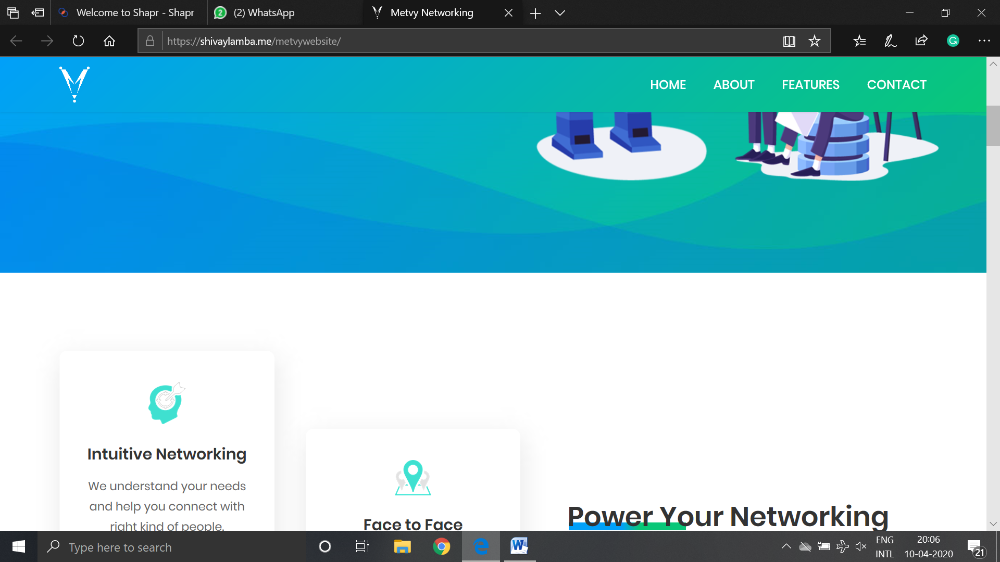 Welcome to Shapr - Shapr
(2) WhatsApp
Metvy Networking
https://shivaylamba.me/metvywebsite/
HOME ABOUT FEATURES CONTACT
Intuitive Networking
We understand your needs
and help you connect with
right kind of people.
Face to Face
Power Your Networking
Type here to search
ENG
INTL
20:06
10-04-2020
21